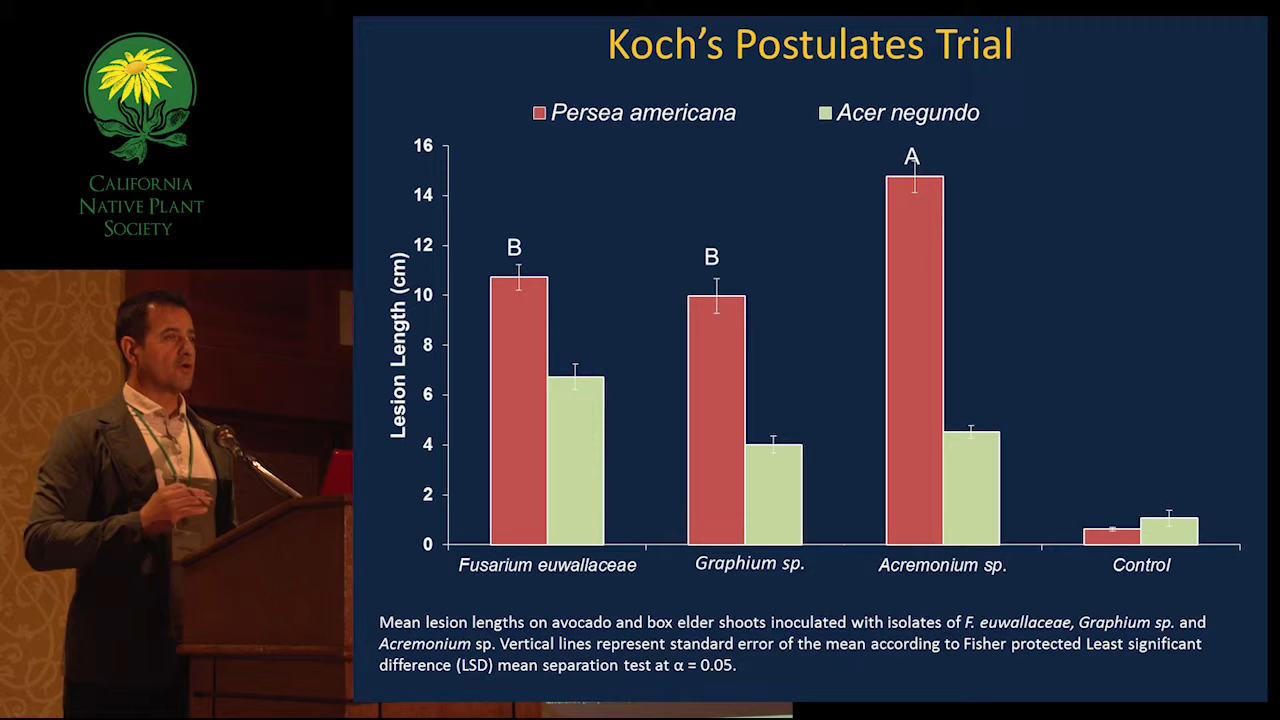 CALIFORNIA
NATIVE PLANT
SOCIETY
Koch's Postulates Trial
Persea americana
Acer negundo
Lesion Length (cm)
16
14
12
10
8
6
4
2
0
B
B
A
Fusarium euwallaceae
Graphium sp.
Acremonium sp.
Control
Mean lesion lengths on avocado and box elder shoots inoculated with isolates of F. euwallaceae, Graphium sp. and
Acremonium sp. Vertical lines represent standard error of the mean according to Fisher protected Least significant
difference (LSD) mean separation test at α = 0.05.